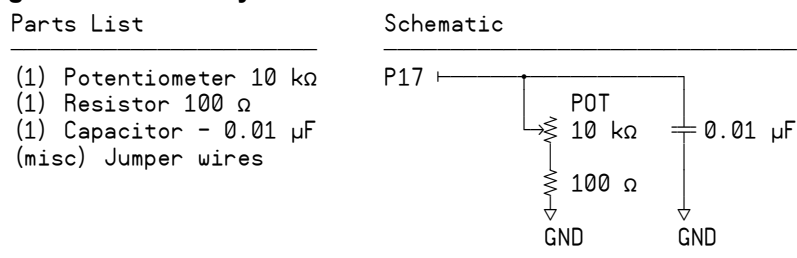 Parts List
(1) Potentiometer 10 kΩ
(1) Resistor 100 Ω
(1) Capacitor – 0.01 µF
(misc) Jumper wires
Schematic
P17
POT
10 kΩ
0.01 µF
100 Ω
GND
GND